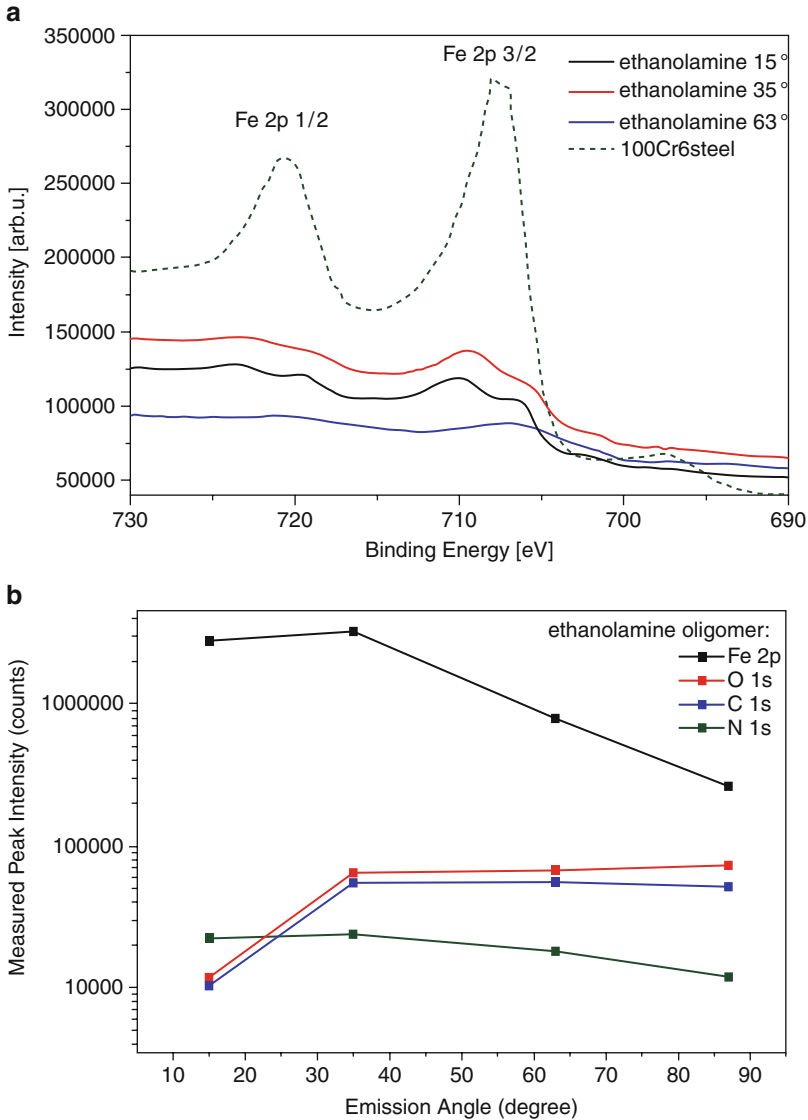 a
350000
300000
250000
200000
150000
100000
50000
Intensity [arb.u.]
Fe 2p 1/2
Fe 2p 3/2
ethanolamine 15°
ethanolamine 35°
ethanolamine 63°
100Cr6steel
730
720
710
700
690
Binding Energy [eV]
b
1000000
100000
10000
Measured Peak Intensity (counts)
ethanolamine oligomer:
Fe 2p
O 1s
C 1s
N 1s
10
20
30
40
50
60
70
80
90
Emission Angle (degree)